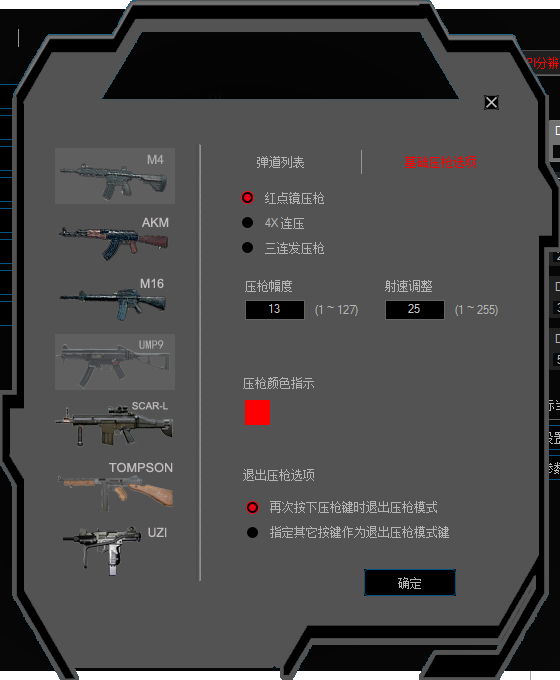 弹道列表
M4
红点镜压枪
AKM
4X 连压
三连发压枪
M16
压枪幅度
射速调整
13
(1 ~ 127)
25
(1 ~ 255)
UMP9
压枪颜色指示
SCAR-L
TOMPSON
退出压枪选项
再次按下压枪键时退出压枪模式
UZI
指定其它按键作为退出压枪模式键
确定